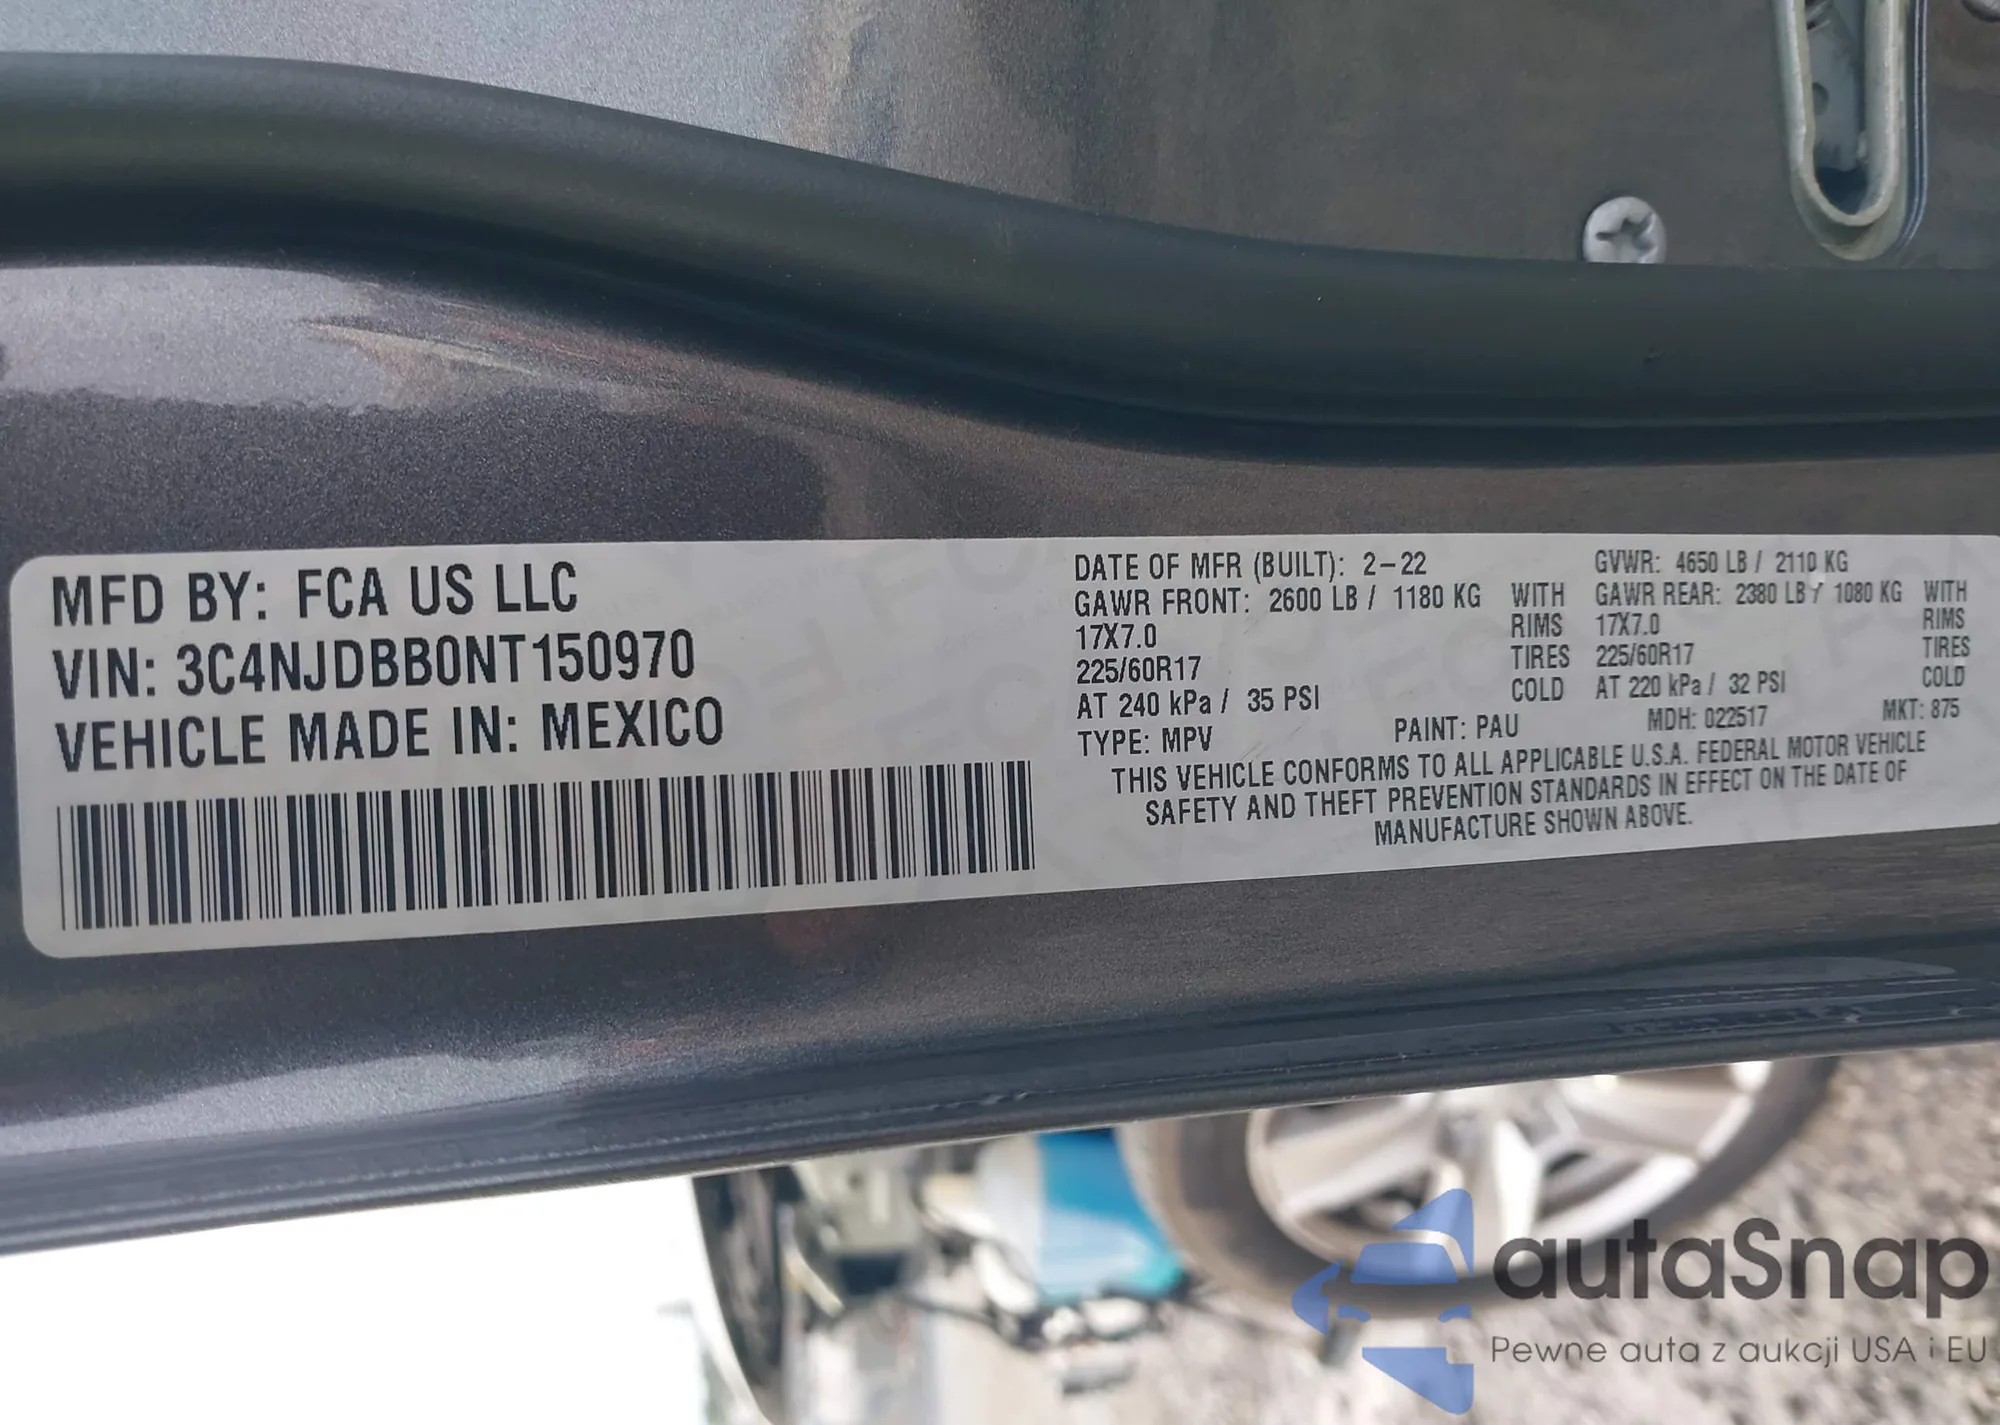 MFD BY: FCA US LLC
VIN: 3C4NJDBB0NT150970
VEHICLE MADE IN: MEXICO
DATE OF MFR (BUILT): 2-22 GVWR: 4650 LB / 2110 KG
GAWR FRONT: 2600 LB / 1180 KG WITH GAWR REAR: 2380 LB / 1080 KG WITH
17X7.0 RIMS 17X7.0 RIMS
225/60R17 TIRES 225/60R17 TIRES
AT 240 kPa / 35 PSI COLD AT 220 kPa / 32 PSI COLD
TYPE: MPV PAINT: PAU MDH: 022517 MKT: 875
THIS VEHICLE CONFORMS TO ALL APPLICABLE U.S.A. FEDERAL MOTOR VEHICLE
SAFETY AND THEFT PREVENTION STANDARDS IN EFFECT ON THE DATE OF
MANUFACTURE SHOWN ABOVE.
autaSnap
Pewne auta z aukcji USA i EU